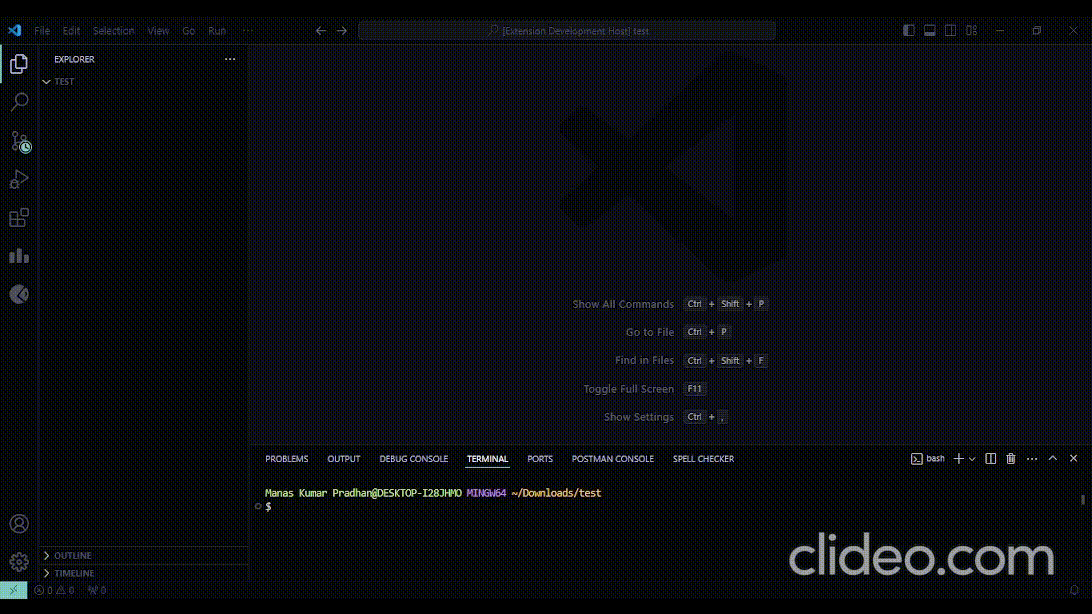 File Edit Selection View Go Run ···
[Extension Development Host] test
EXPLORER
TEST
Show All Commands Ctrl + Shift + P
Go to File Ctrl + P
Find in Files Ctrl + Shift + F
Toggle Full Screen F11
Show Settings Ctrl + ,
PROBLEMS OUTPUT DEBUG CONSOLE TERMINAL PORTS POSTMAN CONSOLE SPELL CHECKER
bash
Manas Kumar Pradhan@DESKTOP-I28JHMO MINGW64 ~/Downloads/test
$
clideo.com
OUTLINE
TIMELINE
0 0 0